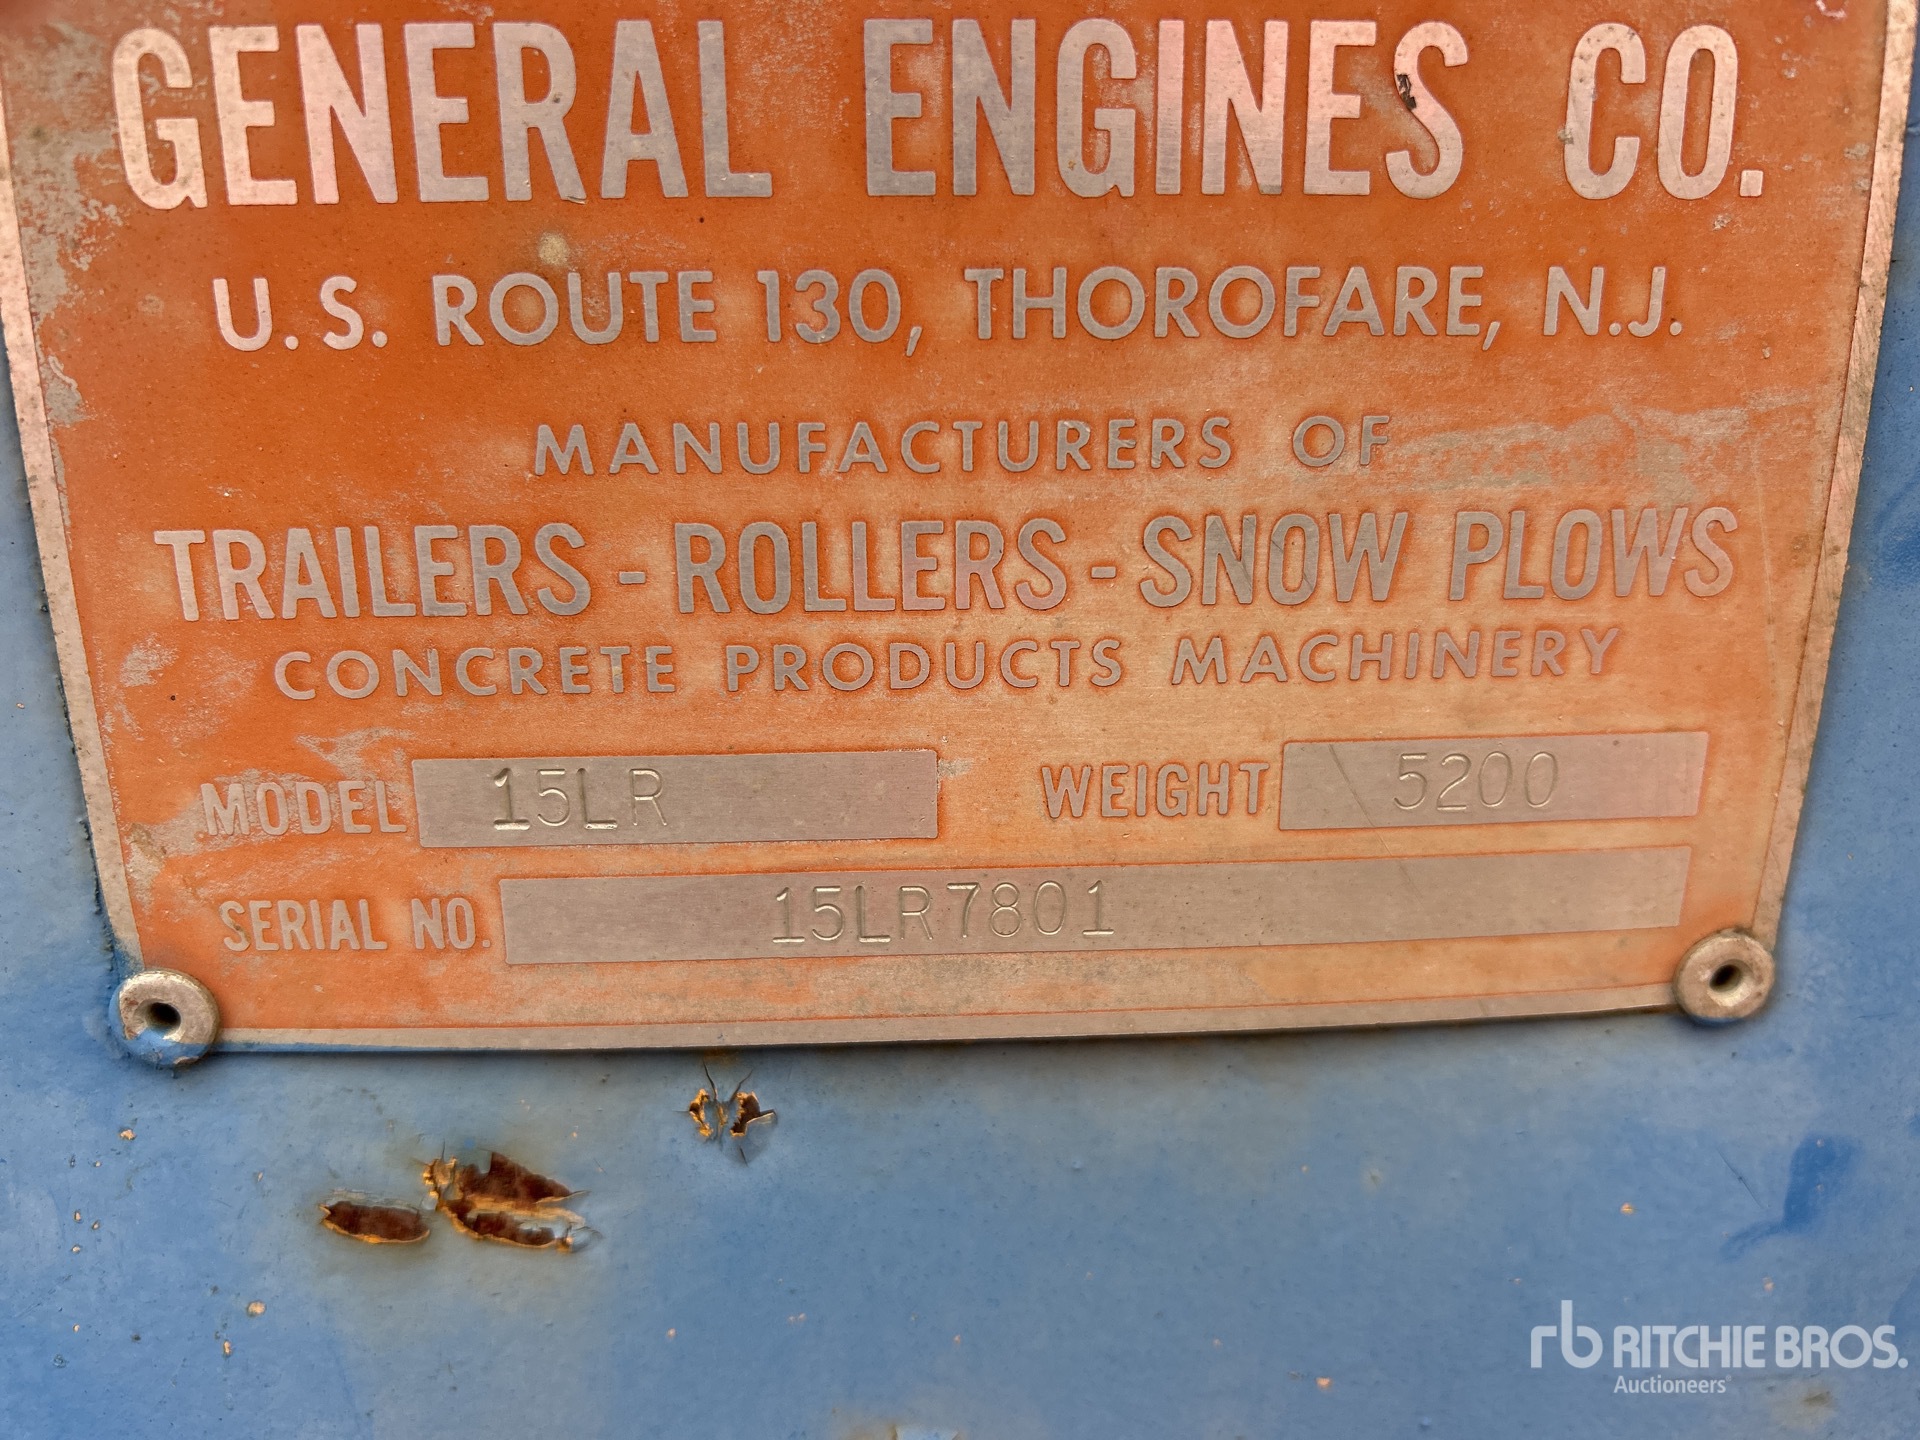 GENERAL ENGINES CO.
U.S. ROUTE 130, THOROFARE, N.J.
MANUFACTURERS OF
TRAILERS - ROLLERS - SNOW PLOWS
CONCRETE PRODUCTS MACHINERY
MODEL 15LR WEIGHT 5200
SERIAL NO. 15LR7801
rb RITCHIE BROS.
Auctioneers